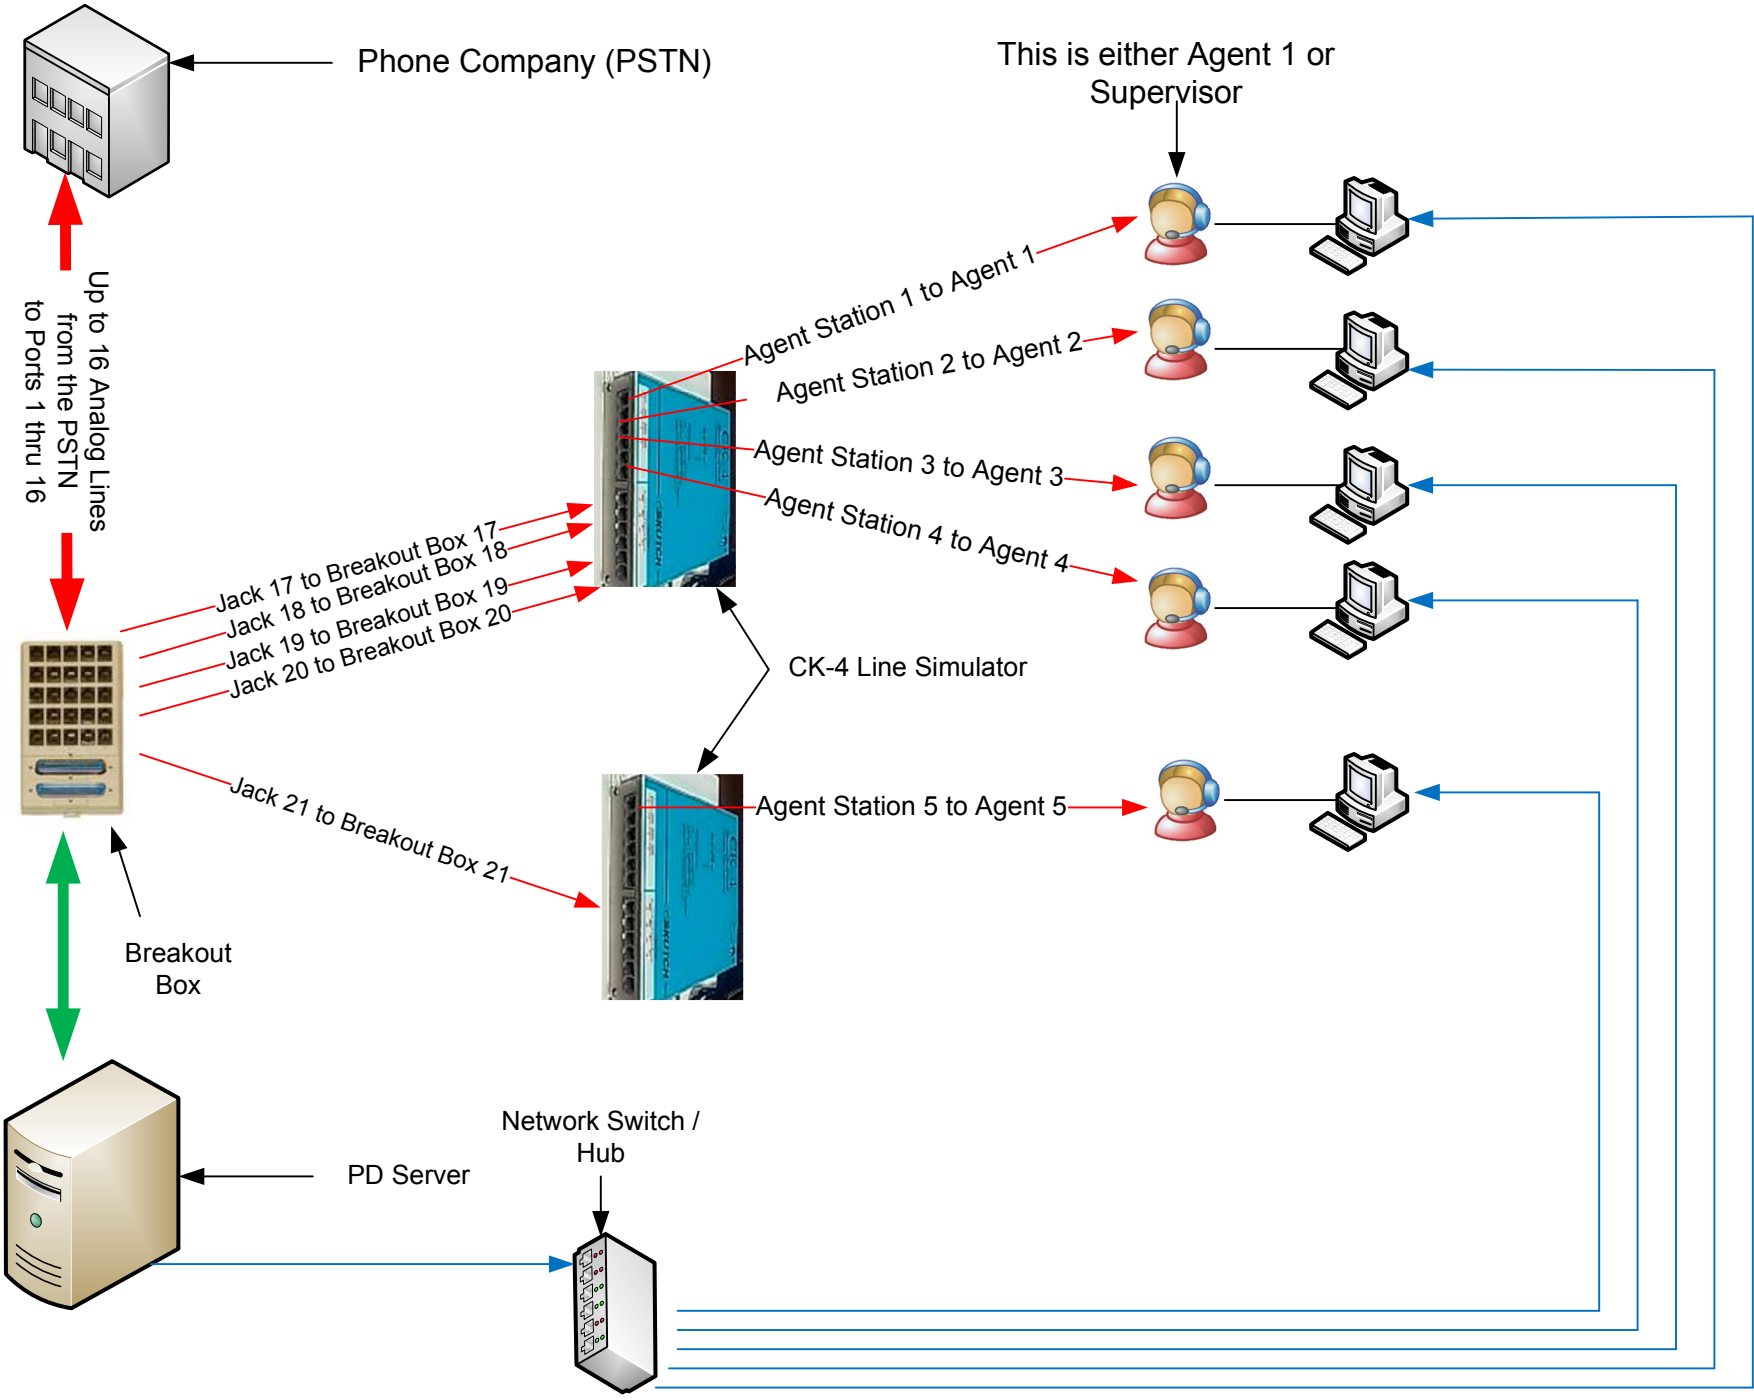 Phone Company (PSTN)
This is either Agent 1 or
Supervisor
Up to 16 Analog Lines
from the PSTN
to Ports 1 thru 16
Agent Station 1 to Agent 1
Agent Station 2 to Agent 2
Agent Station 3 to Agent 3
Agent Station 4 to Agent 4
Jack 17 to Breakout Box 17
Jack 18 to Breakout Box 18
Jack 19 to Breakout Box 19
Jack 20 to Breakout Box 20
CK-4 Line Simulator
Jack 21 to Breakout Box 21
Agent Station 5 to Agent 5
Breakout
Box
Network Switch /
Hub
PD Server